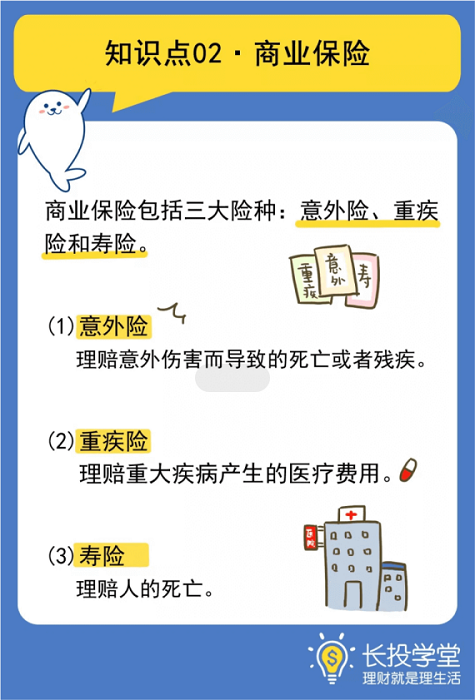 知识点02·商业保险
商业保险包括三大险种：意外险、重疾
险和寿险。
重疾
意外
寿
(1)意外险
理赔意外伤害而导致的死亡或者残疾。
(2)重疾险
理赔重大疾病产生的医疗费用。
(3)寿险
理赔人的死亡。
医院
长投学堂
理财就是理生活